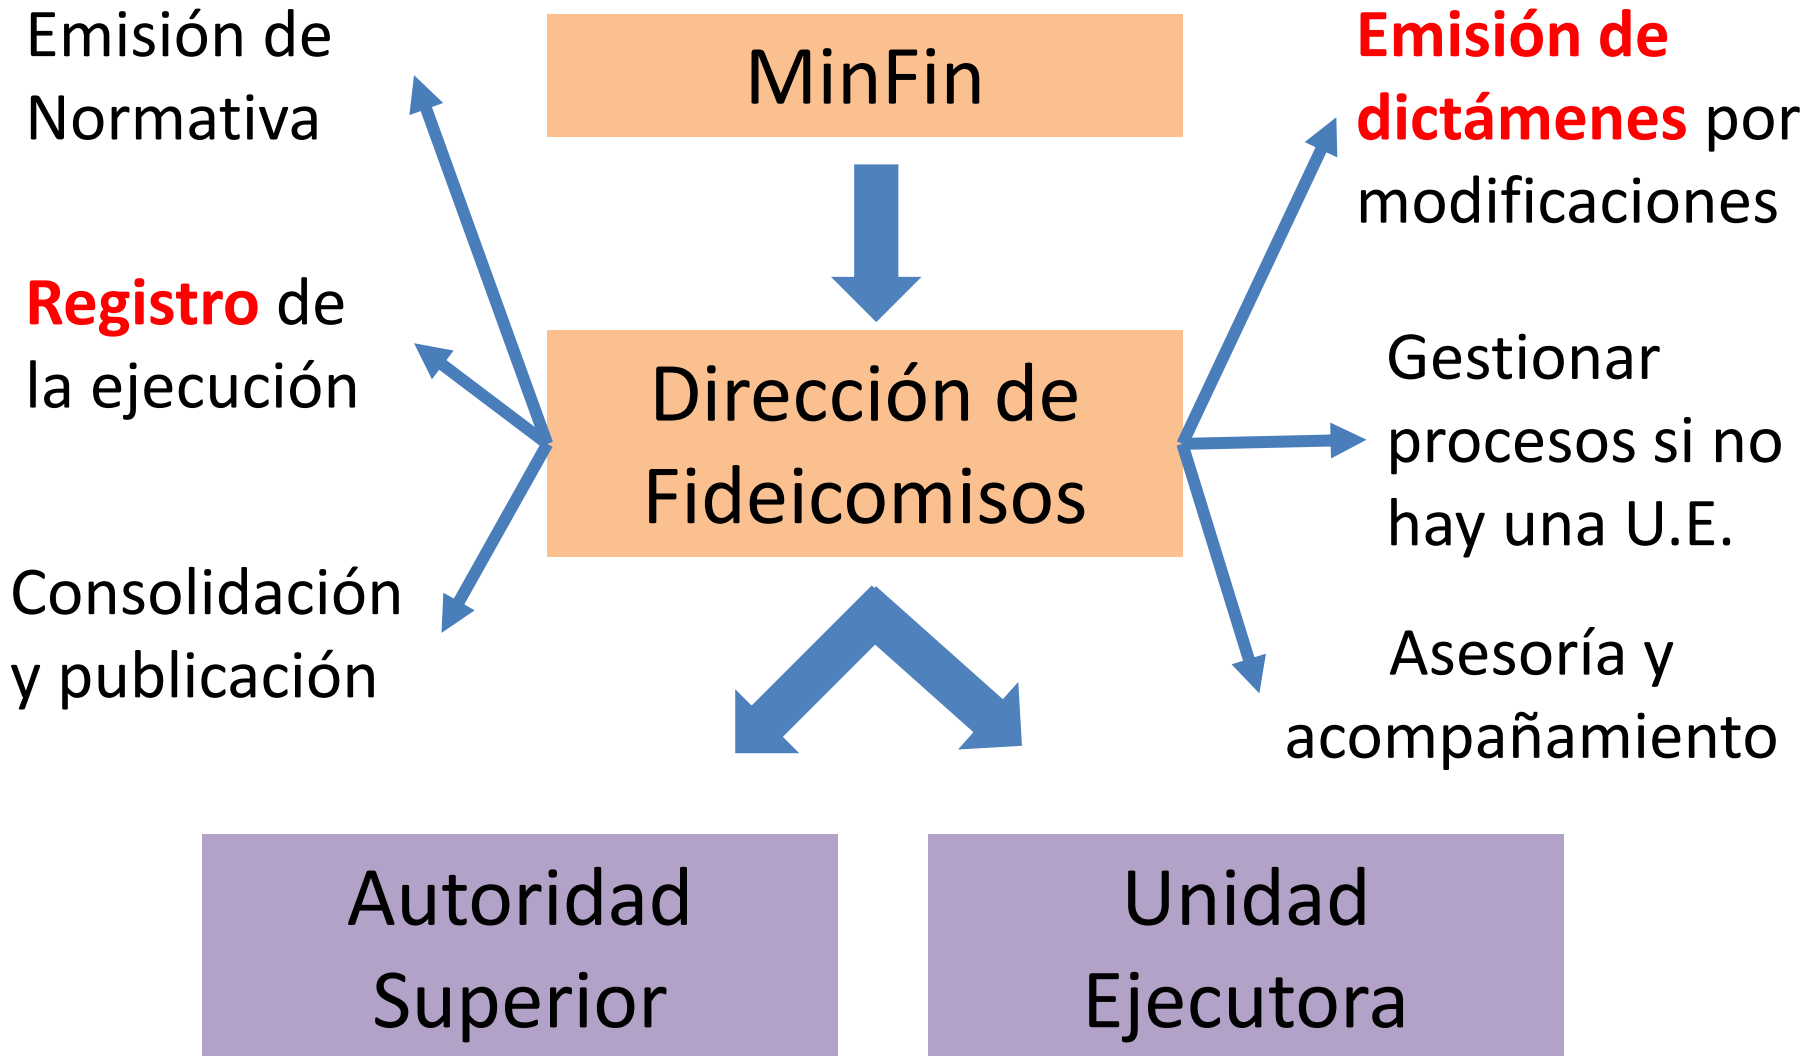 Emisión de
Normativa
Registro de
la ejecución
Consolidación
y publicación
MinFin
Dirección de
Fideicomisos
Emisión de
dictámenes por
modificaciones
Gestionar
procesos si no
hay una U.E.
Asesoría y
acompañamiento
Autoridad
Superior
Unidad
Ejecutora